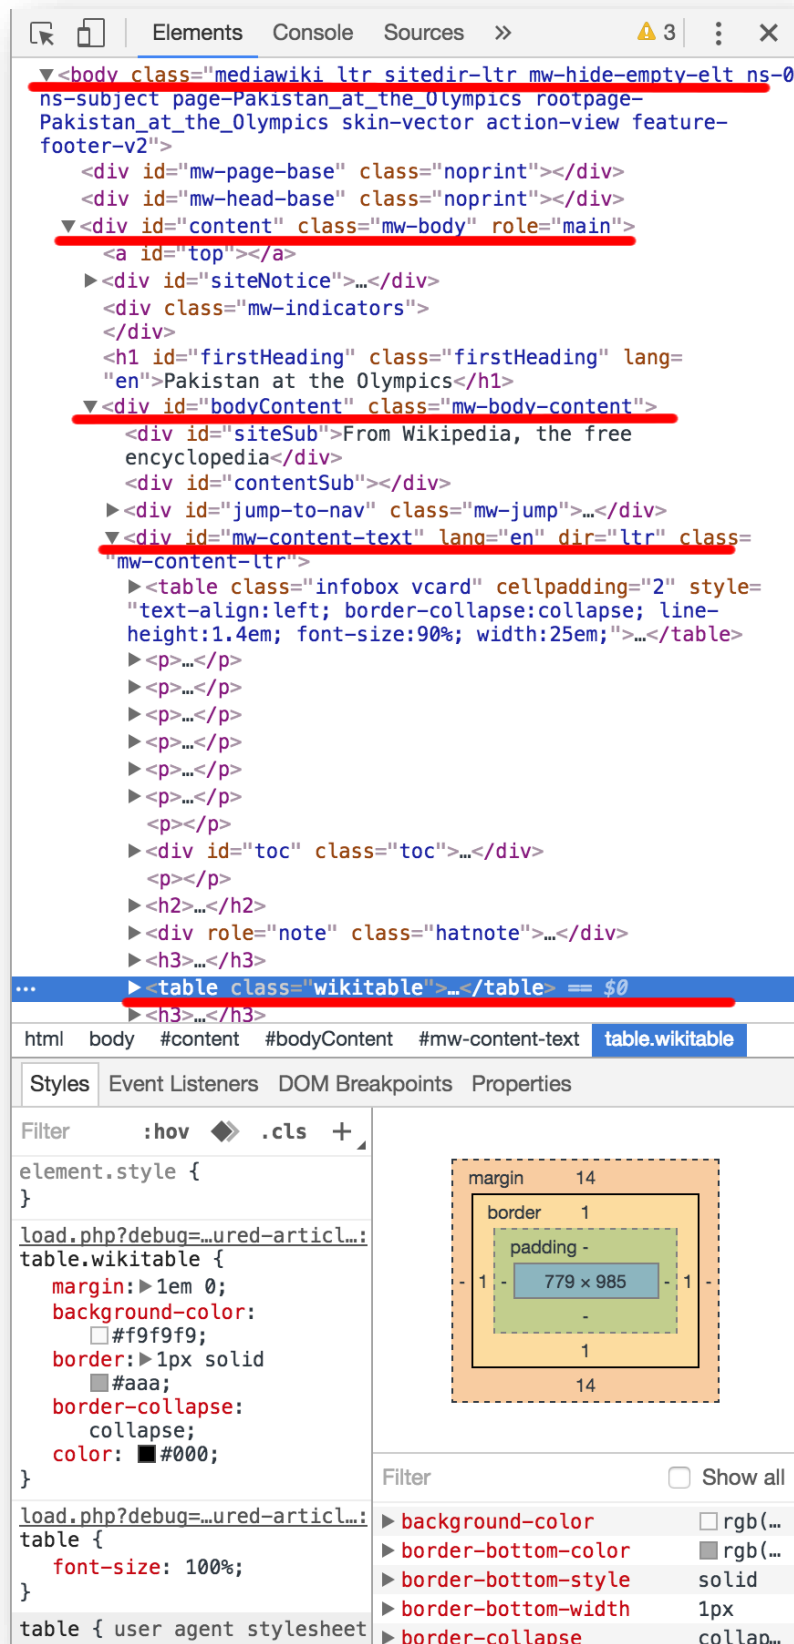 Elements Console Sources » 3
▼<body class="mediawiki ltr sitedir-ltr mw-hide-empty-elt ns-0
ns-subject page-Pakistan_at_the_Olympics rootpage-
Pakistan_at_the_Olympics skin-vector action-view feature-
footer-v2">
<div id="mw-page-base" class="noprint"></div>
<div id="mw-head-base" class="noprint"></div>
▼<div id="content" class="mw-body" role="main">
<a id="top"></a>
▶<div id="siteNotice">…</div>
<div class="mw-indicators">
</div>
<h1 id="firstHeading" class="firstHeading" lang=
"en">Pakistan at the Olympics</h1>
▼<div id="bodyContent" class="mw-body-content">
<div id="siteSub">From Wikipedia, the free
encyclopedia</div>
<div id="contentSub"></div>
▶<div id="jump-to-nav" class="mw-jump">…</div>
▼<div id="mw-content-text" lang="en" dir="ltr" class=
"mw-content-ltr">
▶<table class="infobox vcard" cellpadding="2" style=
"text-align:left; border-collapse:collapse; line-
height:1.4em; font-size:90%; width:25em;">…</table>
▶<p>…</p>
▶<p>…</p>
▶<p>…</p>
▶<p>…</p>
▶<p>…</p>
▶<p>…</p>
<p></p>
▶<div id="toc" class="toc">…</div>
<p></p>
▶<h2>…</h2>
▶<div role="note" class="hatnote">…</div>
▶<h3>…</h3>
… ▶<table class="wikitable">…</table> == $0
▶<h3>…</h3>
html body #content #bodyContent #mw-content-text table.wikitable
Styles Event Listeners DOM Breakpoints Properties
Filter :hov .cls +
element.style {
}
load.php?debug=…ured-articl…:
table.wikitable {
margin:▶1em 0;
background-color:
#f9f9f9;
border:▶1px solid
#aaa;
border-collapse:
collapse;
color: #000;
}
load.php?debug=…ured-articl…:
table {
font-size: 100%;
}
table { user agent stylesheet
margin 14
border 1
padding -
- 1 - 779 × 985 - 1 -
-
1
14
Filter Show all
▶background-color rgb(…
▶border-bottom-color rgb(…
▶border-bottom-style solid
▶border-bottom-width 1px
▶border-collapse collap…